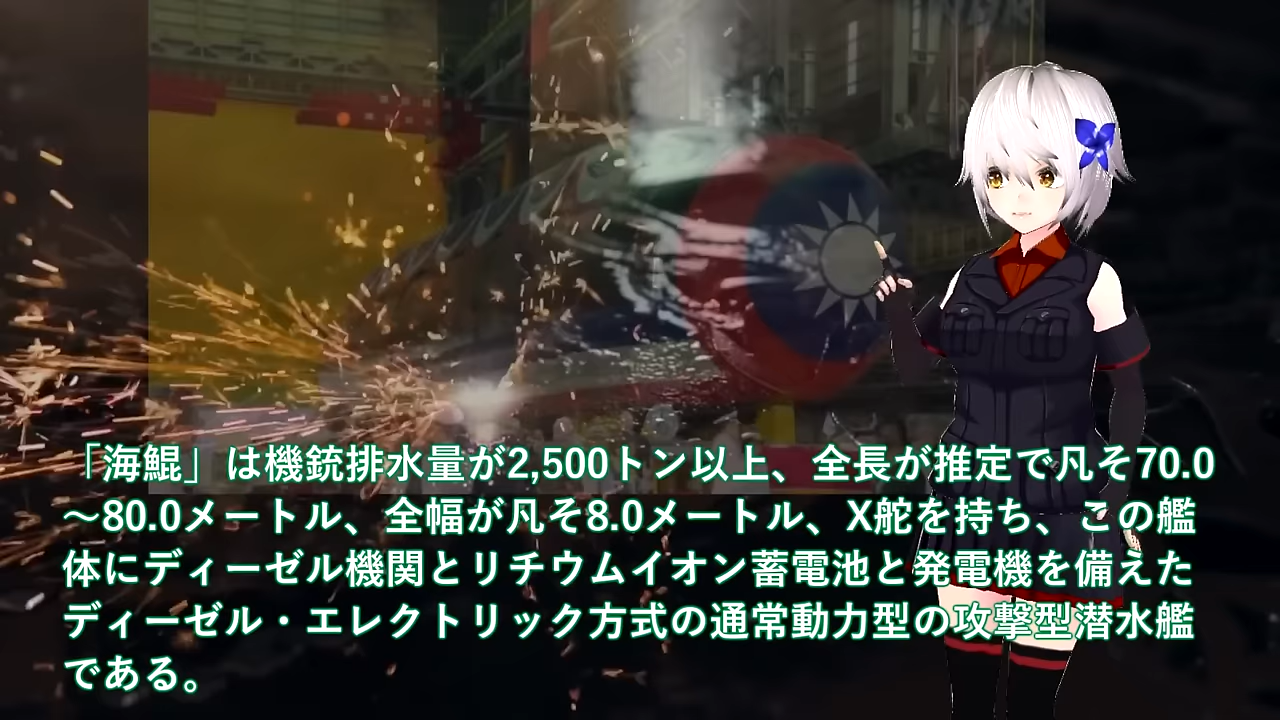 「海鯤」は機銃排水量が2,500トン以上、全長が推定で凡そ70.0
～80.0メートル、全幅が凡そ8.0メートル、X舵を持ち、この艦
体にディーゼル機関とリチウムイオン蓄電池と発電機を備えた
ディーゼル・エレクトリック方式の通常動力型の攻撃型潜水艦
である。